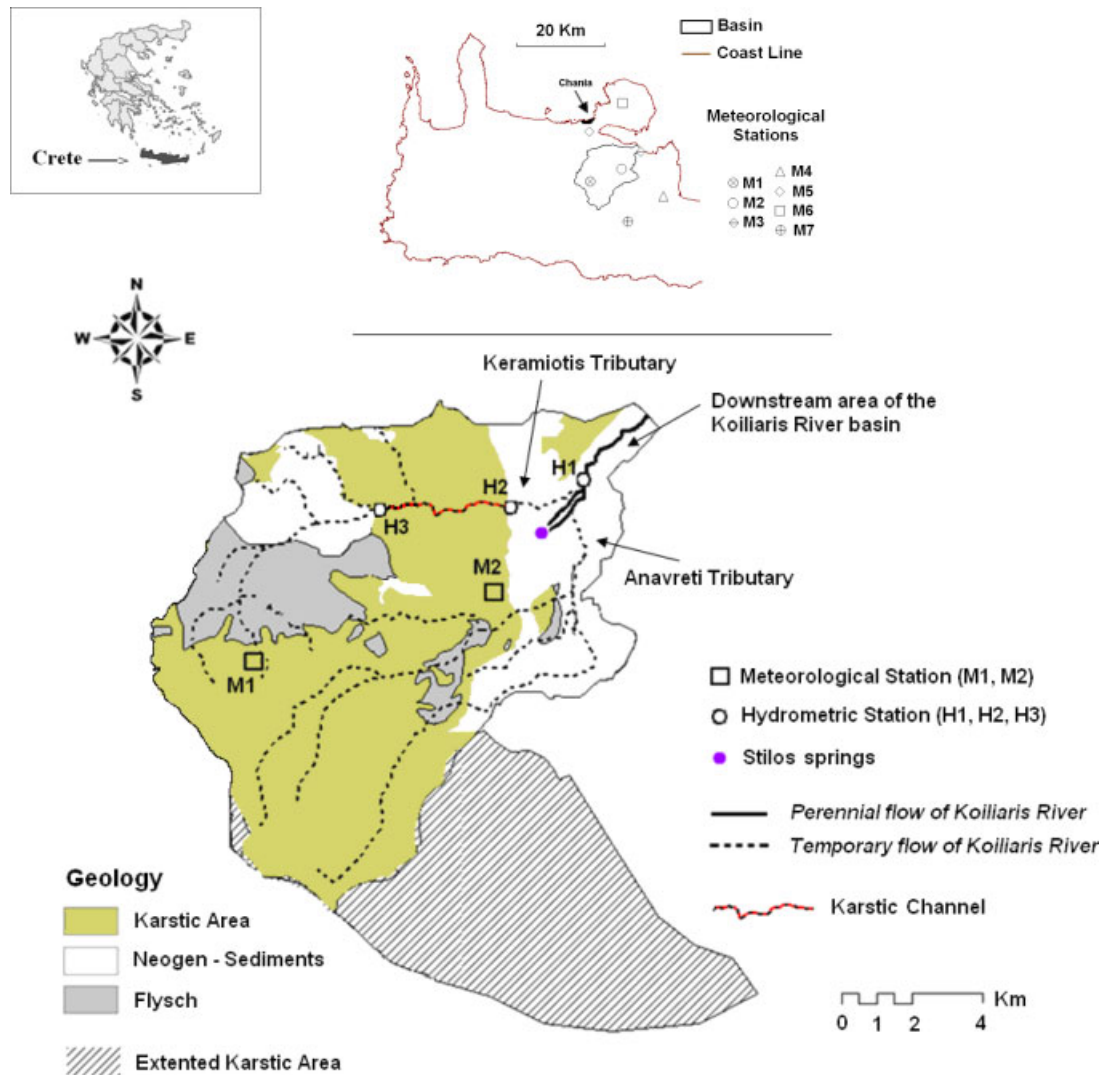 Crete
20 Km
Basin
Coast Line
Chania
Meteorological
Stations
M1
M2
M3
M4
M5
M6
M7
N
W
E
S
Keramiotis Tributary
Downstream area of the
Koiliaris River basin
H1
H2
H3
M2
Anavreti Tributary
M1
Meteorological Station (M1, M2)
Hydrometric Station (H1, H2, H3)
Stilos springs
Perennial flow of Koiliaris River
Temporary flow of Koiliaris River
Karstic Channel
Geology
Karstic Area
Neogen - Sediments
Flysch
Extented Karstic Area
Km
0 1 2 4